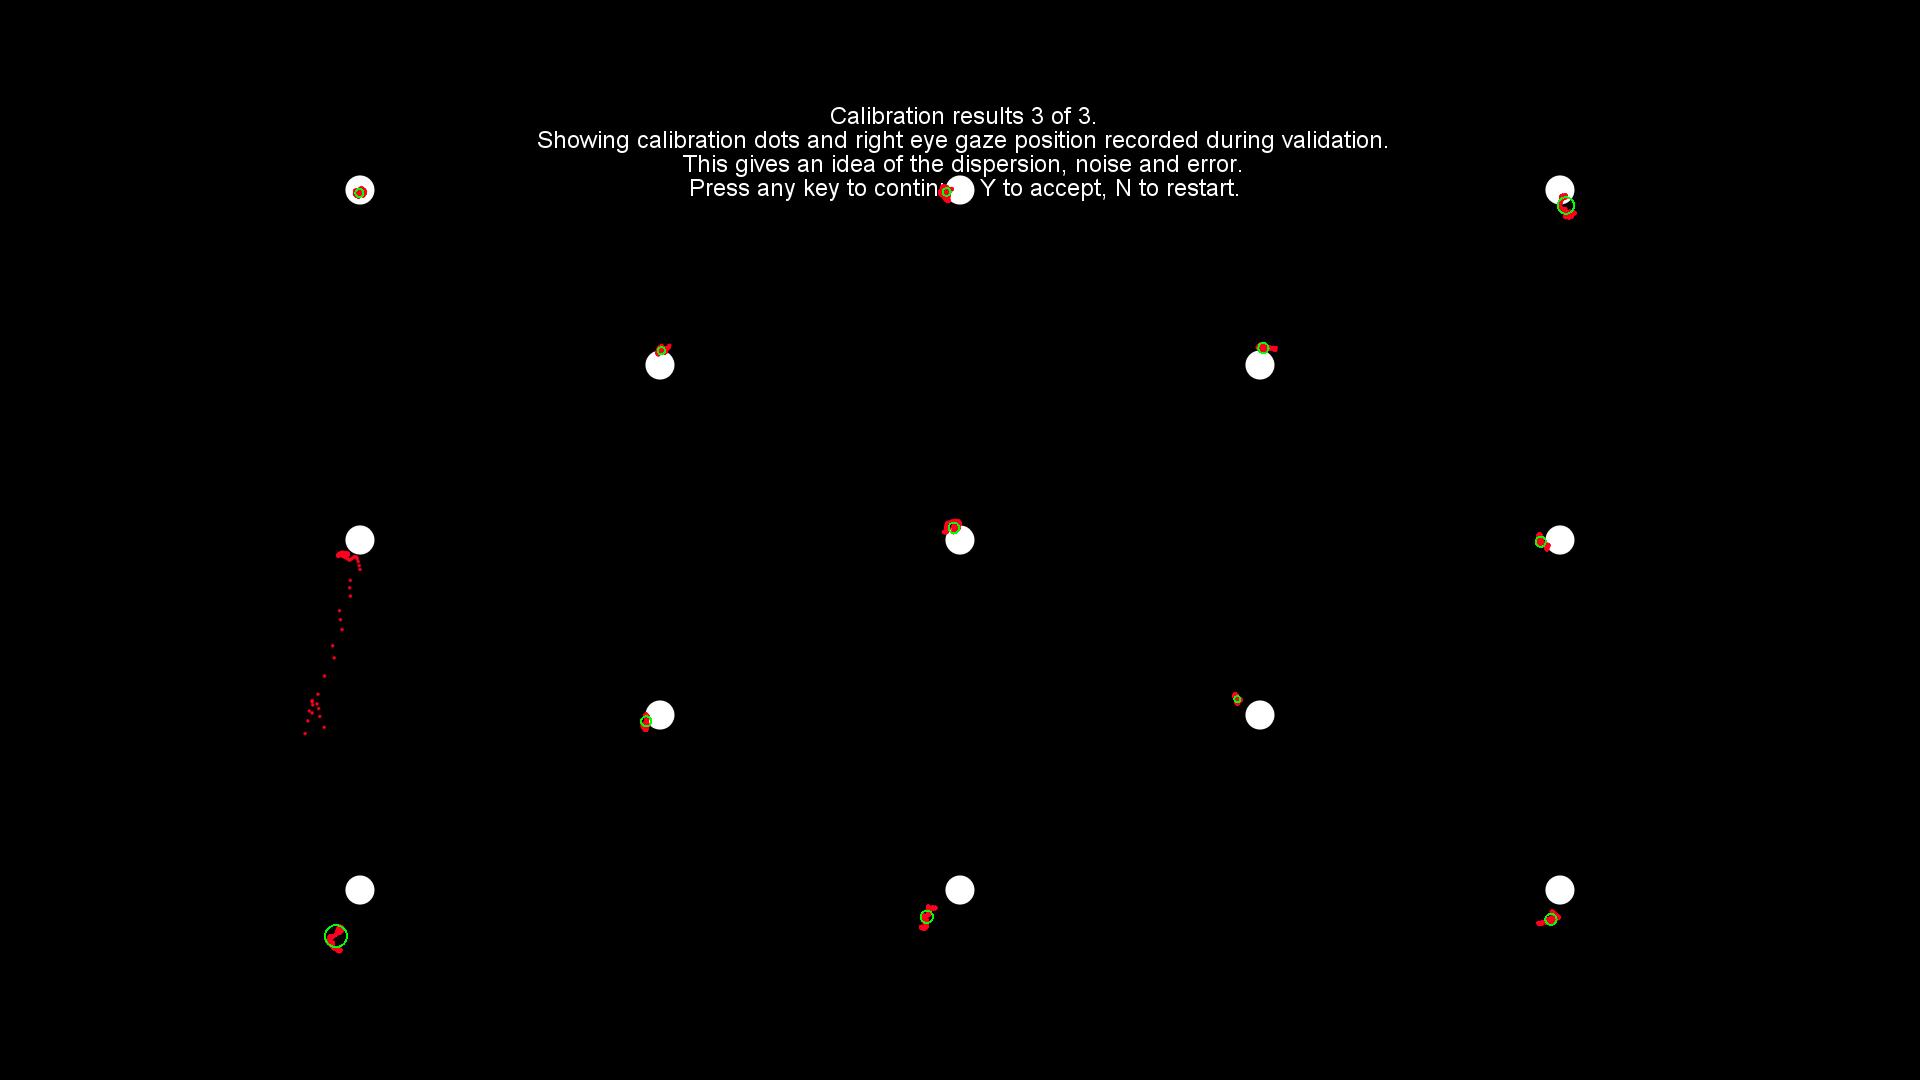 Calibration results 3 of 3.
Showing calibration dots and right eye gaze position recorded during validation.
This gives an idea of the dispersion, noise and error.
Press any key to contin Y to accept, N to restart.